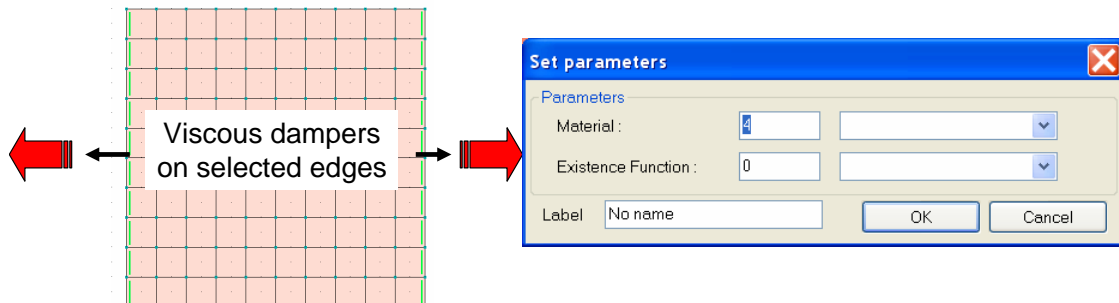 Viscous dampers
on selected edges
Set parameters
Parameters
Material : 4
Existence Function : 0
Label No name OK Cancel